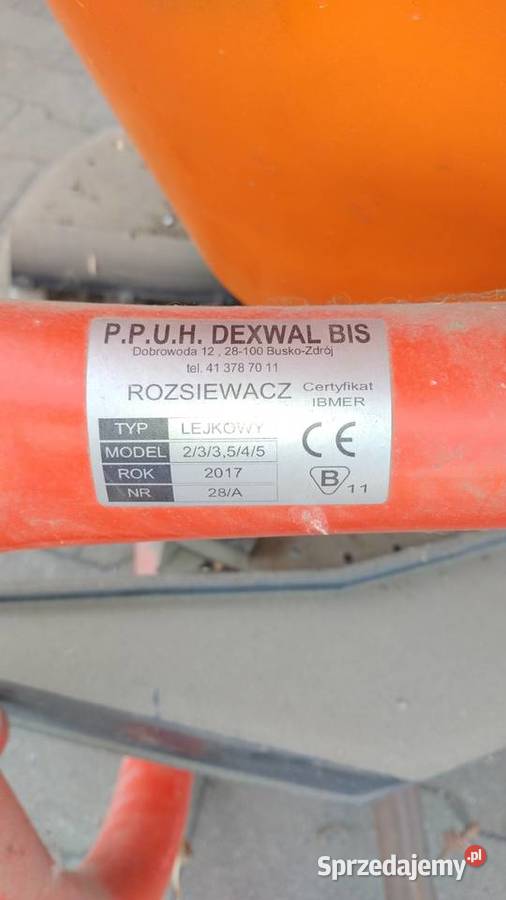 P.P.U.H. DEXWAL BIS
Dobrowoda 12 , 28-100 Busko-Zdrój
tel. 41 378 70 11
ROZSIEWACZ Certyfikat IBMER
TYP LEJKOWY
MODEL 2/3/3,5/4/5
ROK 2017
NR 28/A
CE
B 11
Sprzedajemy.pl